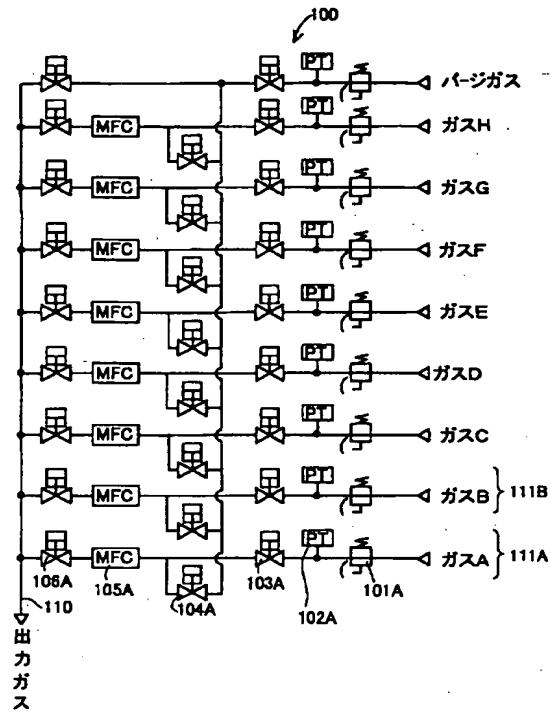 100
PT
パージガス
PT
MFC
ガスH
PT
MFC
ガスG
PT
MFC
ガスF
PT
MFC
ガスE
PT
MFC
ガスD
PT
MFC
ガスC
PT
MFC
ガスB
111B
PT
MFC
ガスA
111A
106A
105A
104A
103A
102A
101A
110
出力ガス